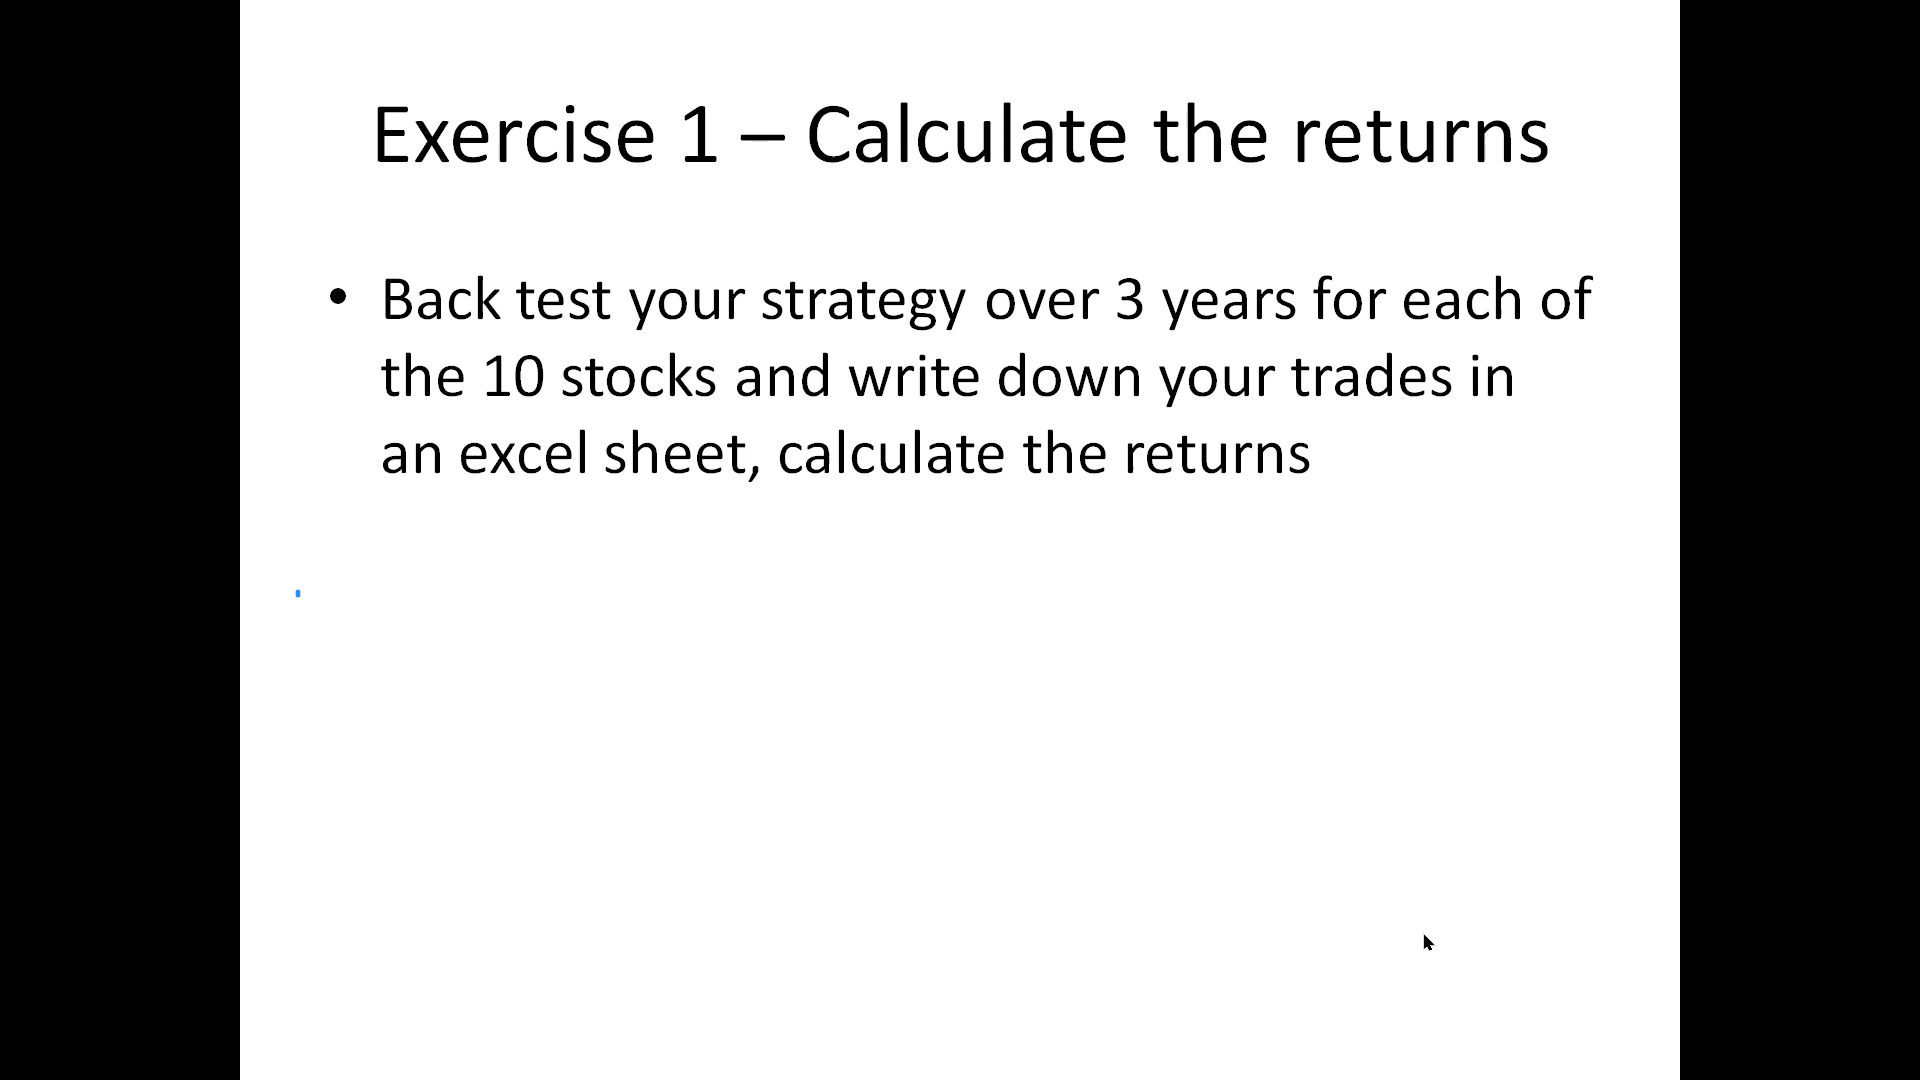 Exercise 1 – Calculate the returns
• Back test your strategy over 3 years for each of
the 10 stocks and write down your trades in
an excel sheet, calculate the returns